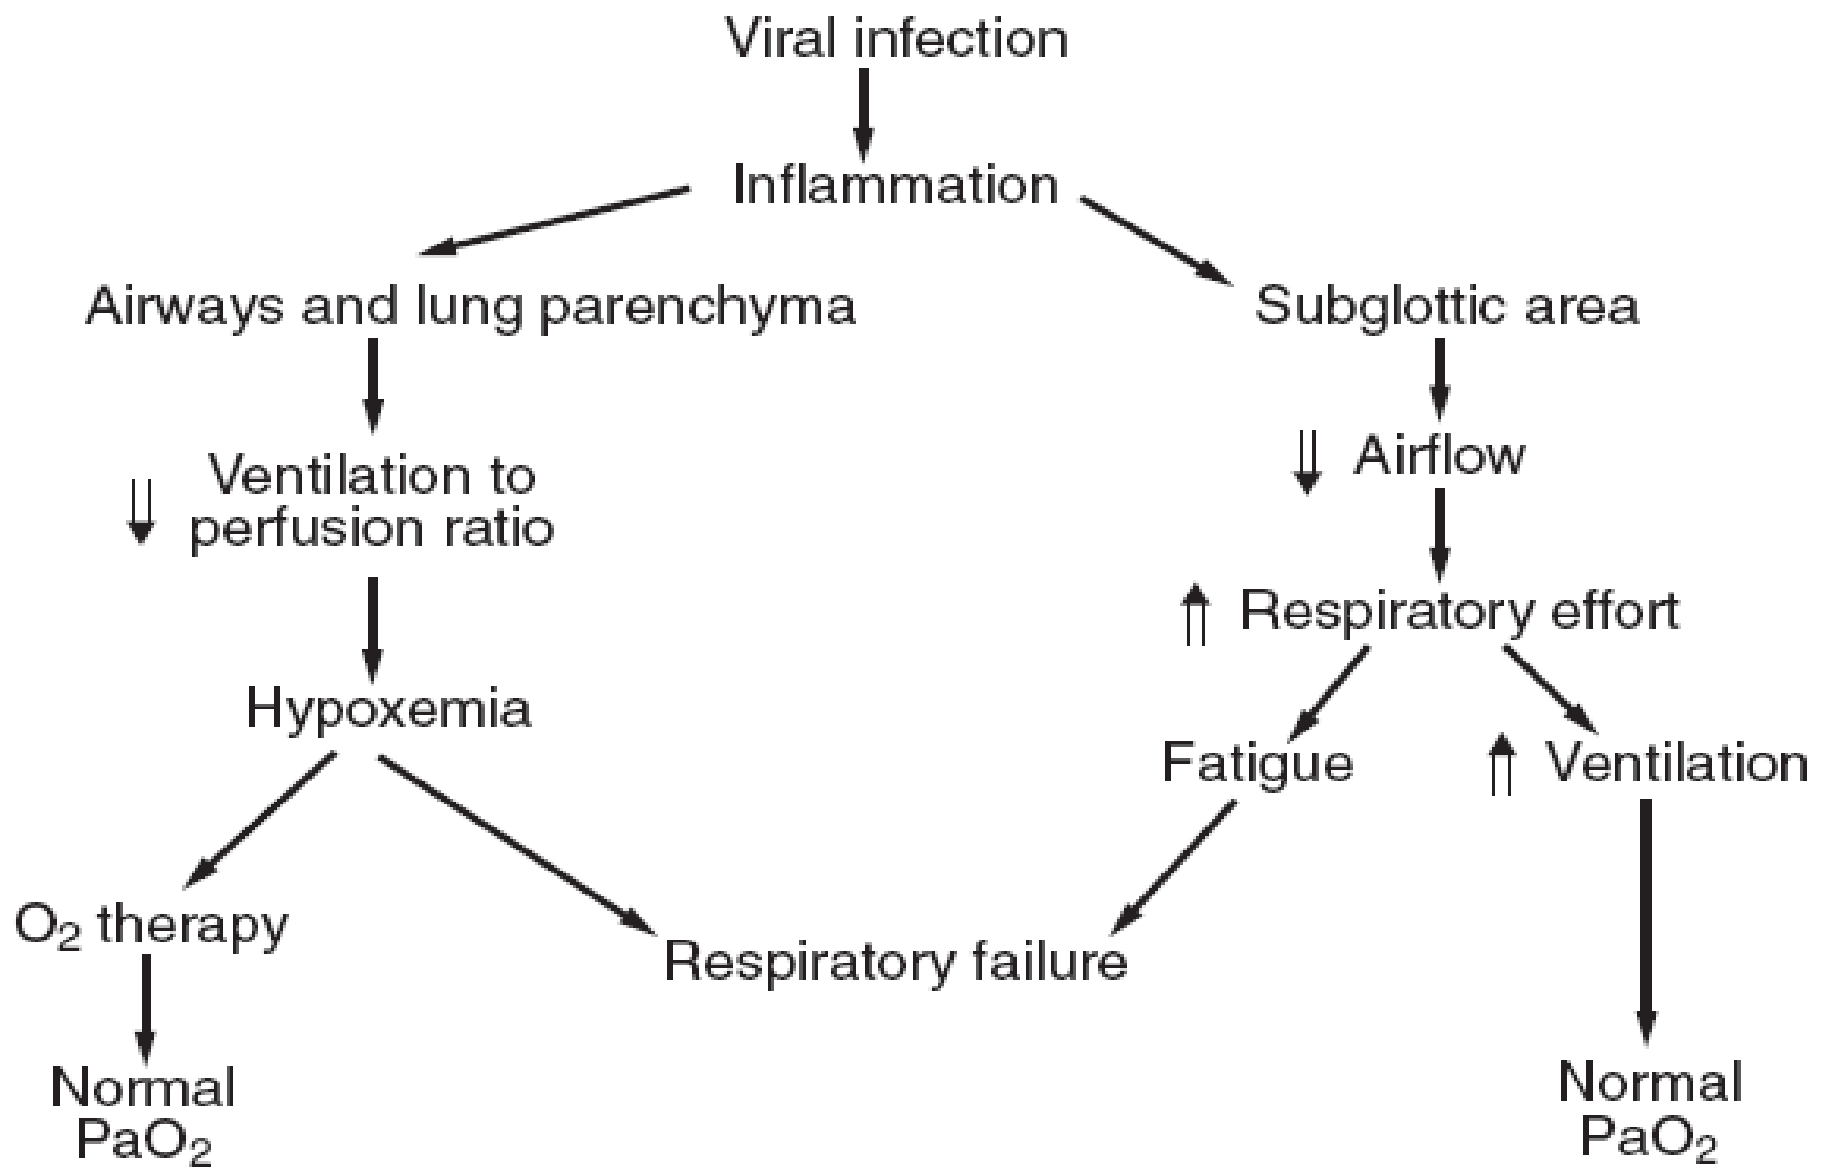 Viral infection
Inflammation
Airways and lung parenchyma
Subglottic area
Ventilation to
perfusion ratio
Airflow
Respiratory effort
Hypoxemia
Fatigue
Ventilation
O₂ therapy
Respiratory failure
Normal
PaO₂
Normal
PaO₂